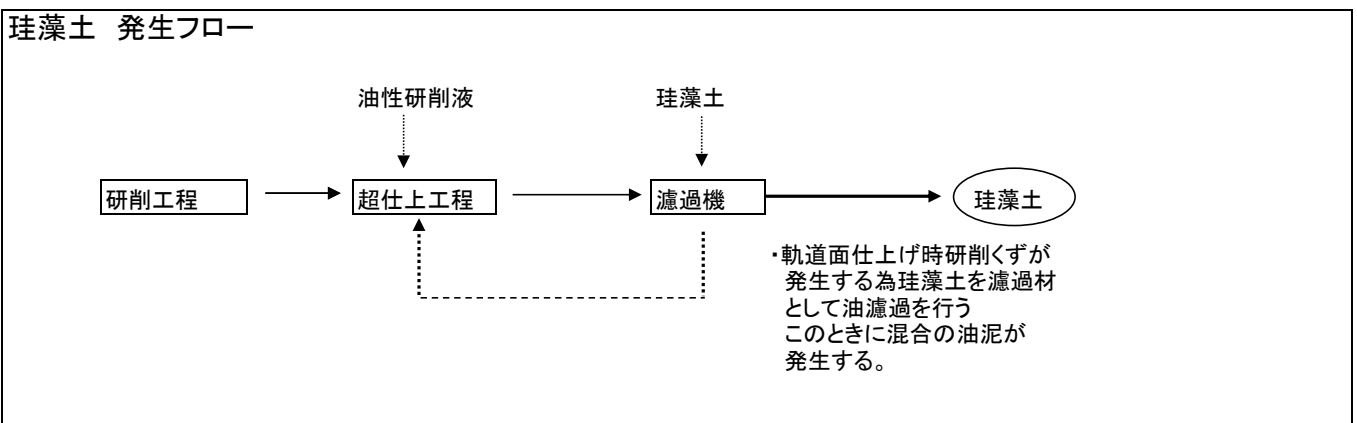 珪藻土 発生フロー
油性研削液
珪藻土
研削工程
超仕上工程
濾過機
珪藻土
・軌道面仕上げ時研削くずが
発生する為珪藻土を濾過材
として油濾過を行う
このときに混合の油泥が
発生する。